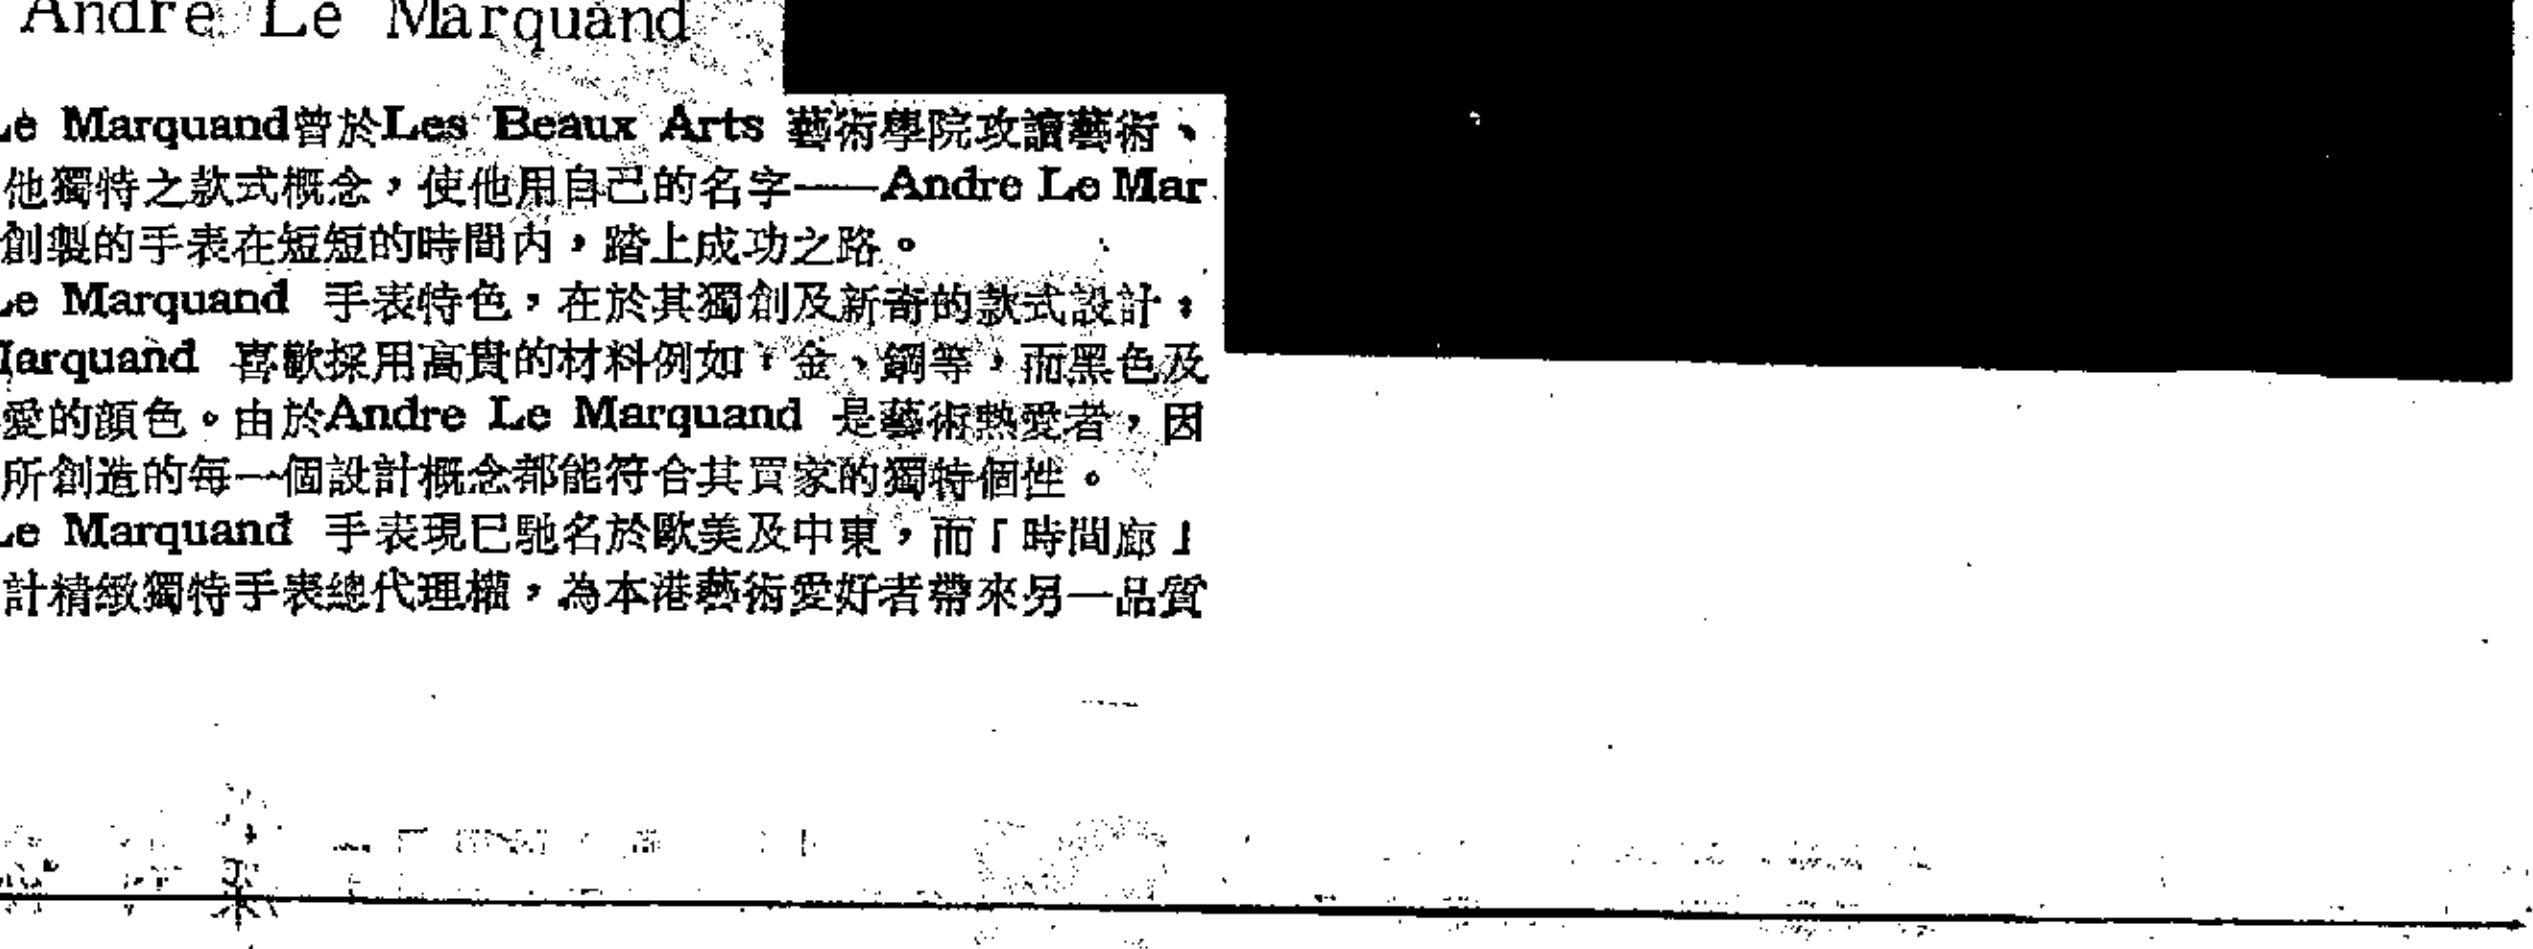 Andre Le Marquand
Le Marquand曾於Les Beaux Arts 藝術學院攻讀藝術、
他獨特之款式概念，使他用自己的名字——Andre Le Mar
創製的手表在短短的時間内，踏上成功之路。
Le Marquand 手表特色，在於其獨創及新奇的款式設計；
Marquand 喜歡採用高貴的材料例如：金、鋼等，而黑色及
愛的顏色。由於Andre Le Marquand 是藝術熱愛者，因
所創造的每一個設計概念都能符合其買家的獨特個性。
Le Marquand 手表現已馳名於歐美及中東，而「時間廊」
計精緻獨特手表總代理權，為本港藝術愛好者帶來另一品質